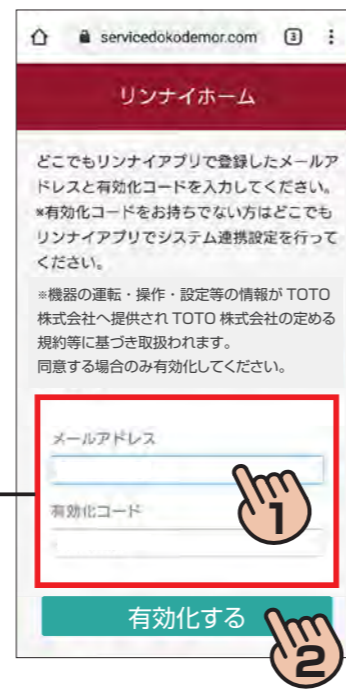 servicedokodemor.com 3
リンナイホーム
どこでもリンナイアプリで登録したメールア
ドレスと有効化コードを入力してください。
*有効化コードをお持ちでない方はどこでも
リンナイアプリでシステム連携設定を行って
ください。
※機器の運転・操作・設定等の情報が TOTO
株式会社へ提供され TOTO 株式会社の定める
規約等に基づき取扱われます。
同意する場合のみ有効化してください。
メールアドレス
1
有効化コード
有効化する
2